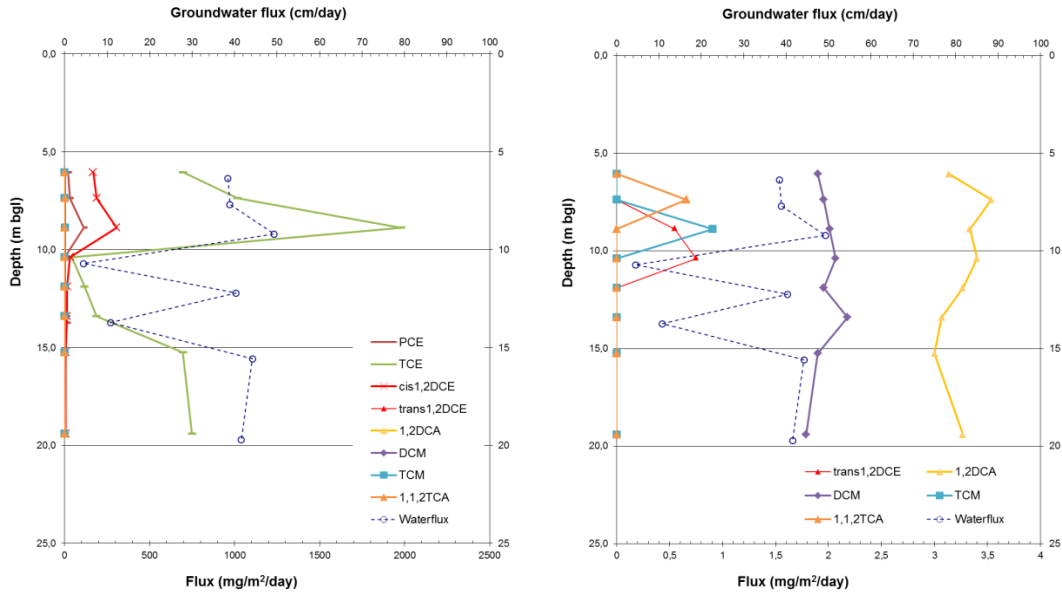 Groundwater flux (cm/day)
0 10 20 30 40 50 60 70 80 90 100
0,0 0
5,0 5
10,0 10
15,0 15
20,0 20
25,0 25
Depth (m bgl)
PCE
TCE
cis1,2DCE
trans1,2DCE
1,2DCA
DCM
TCM
1,1,2TCA
Waterflux
0 500 1000 1500 2000 2500
Flux (mg/m²/day)
Groundwater flux (cm/day)
0 10 20 30 40 50 60 70 80 90 100
0,0 0
5,0 5
10,0 10
15,0 15
20,0 20
25,0 25
Depth (m bgl)
trans1,2DCE 1,2DCA
DCM TCM
1,1,2TCA Waterflux
0 0,5 1 1,5 2 2,5 3 3,5 4
Flux (mg/m²/day)